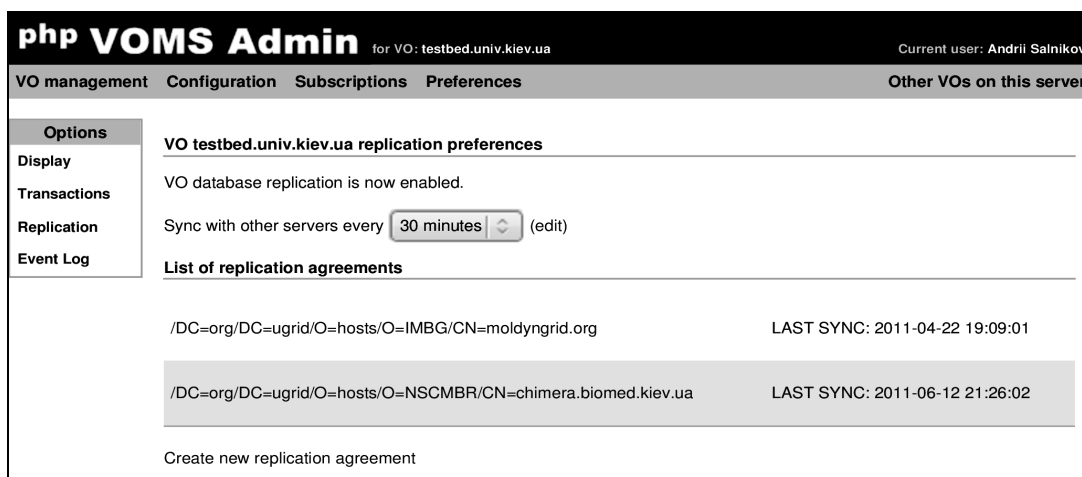 php VOMS Admin for VO: testbed.univ.kiev.ua Current user: Andrii Salnikov
VO management Configuration Subscriptions Preferences Other VOs on this server
Options
Display
Transactions
Replication
Event Log
VO testbed.univ.kiev.ua replication preferences
VO database replication is now enabled.
Sync with other servers every 30 minutes (edit)
List of replication agreements
/DC=org/DC=ugrid/O=hosts/O=IMBG/CN=moldyngrid.org LAST SYNC: 2011-04-22 19:09:01
/DC=org/DC=ugrid/O=hosts/O=NSCMBR/CN=chimera.biomed.kiev.ua LAST SYNC: 2011-06-12 21:26:02
Create new replication agreement